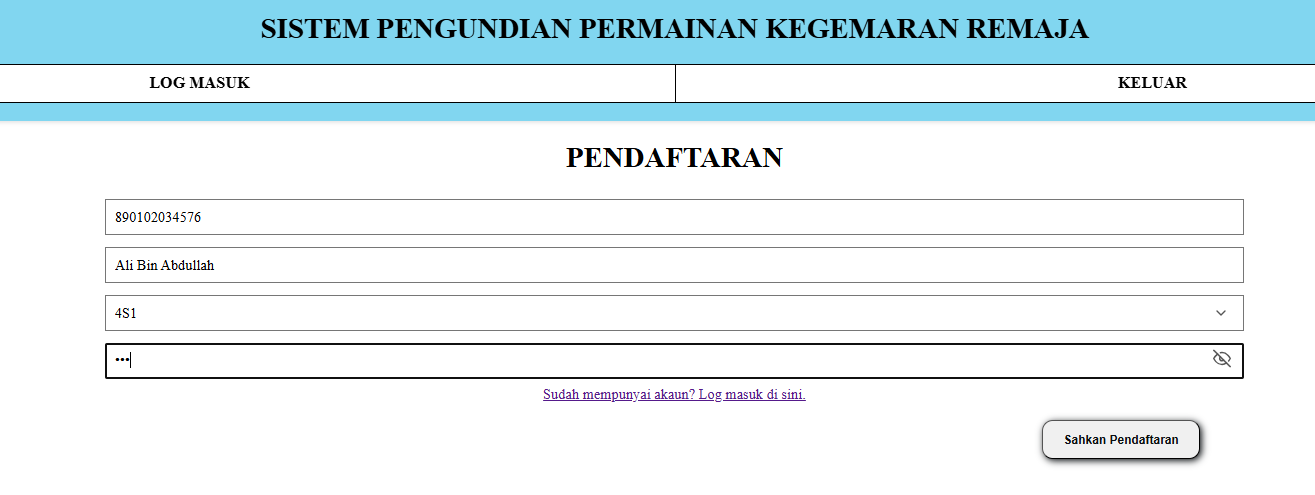 SISTEM PENGUNDIAN PERMAINAN KEGEMARAN REMAJA
LOG MASUK
KELUAR
PENDAFTARAN
890102034576
Ali Bin Abdullah
4S1
•••
Sudah mempunyai akaun? Log masuk di sini.
Sahkan Pendaftaran